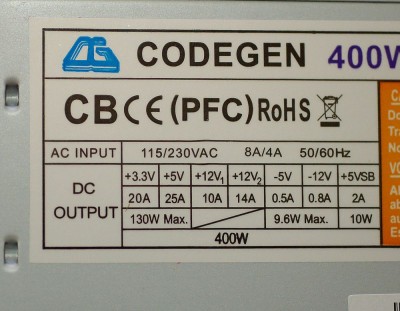 CG CODEGEN 400W
CB CE (PFC) RoHS
AC INPUT 115/230VAC 8A/4A 50/60Hz
DC OUTPUT
+3.3V +5V +12V1 +12V2 -5V -12V +5VSB
20A 25A 10A 14A 0.5A 0.8A 2A
130W Max. 9.6W Max. 10W
400W